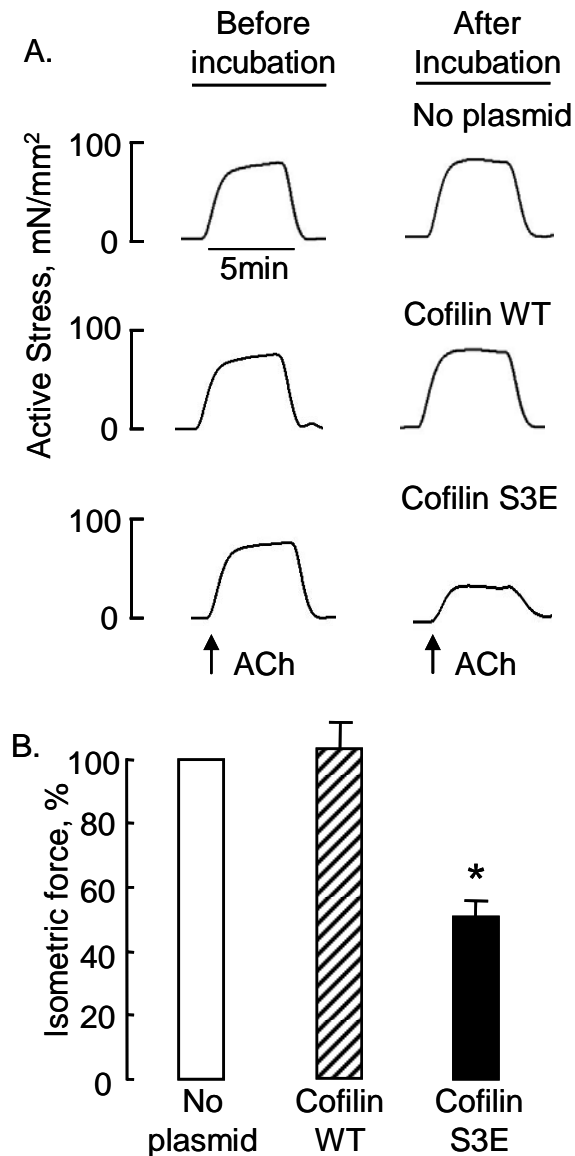 A.
Before
incubation
After
Incubation
No plasmid
Active Stress, mN/mm²
100
0
5min
Cofilin WT
100
0
Cofilin S3E
100
0
ACh
ACh
B.
Isometric force, %
100
80
60
40
20
0
*
No
plasmid
Cofilin
WT
Cofilin
S3E